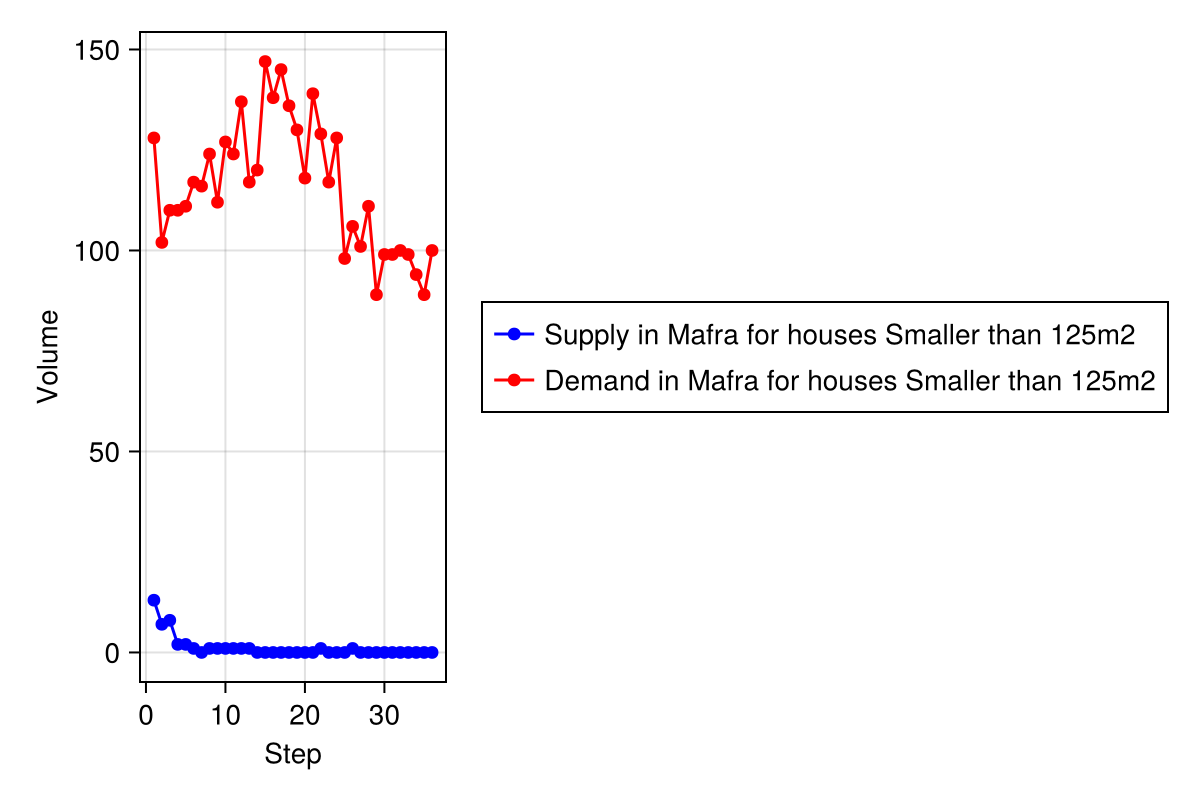 150
100
50
0
Volume
0 10 20 30
Step
Supply in Mafra for houses Smaller than 125m2
Demand in Mafra for houses Smaller than 125m2